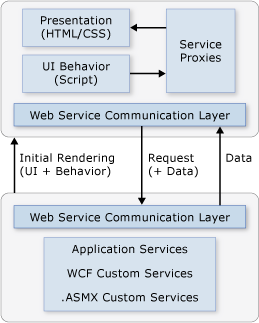 Presentation
(HTML/CSS)
Service
Proxies
UI Behavior
(Script)
Web Service Communication Layer
Initial Rendering
(UI + Behavior)
Request
(+ Data)
Data
Web Service Communication Layer
Application Services
WCF Custom Services
.ASMX Custom Services